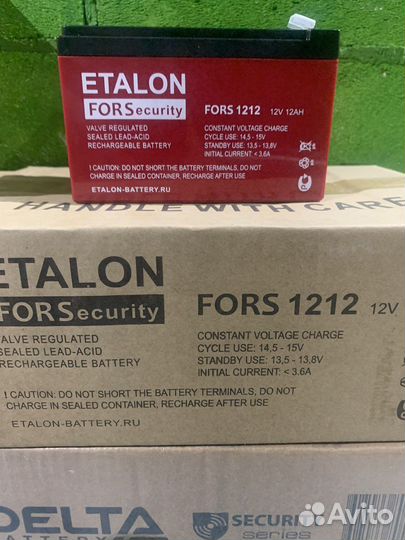 ETALON
FORSecurity
FORS 1212 12V 12AH
VALVE REGULATED
SEALED LEAD-ACID
RECHARGEABLE BATTERY
CONSTANT VOLTAGE CHARGE
CYCLE USE: 14,5 - 15V
STANDBY USE: 13,5 - 13,8V
INITIAL CURRENT: < 3.6A
! CAUTION: DO NOT SHORT THE BATTERY TERMINALS, DO NOT
CHARGE IN SEALED CONTAINER, RECHARGE AFTER USE
ETALON-BATTERY.RU
HANDLE WITH CARE
ETALON
FORSecurity
FORS 1212 12V
VALVE REGULATED
SEALED LEAD-ACID
RECHARGEABLE BATTERY
CONSTANT VOLTAGE CHARGE
CYCLE USE: 14,5 - 15V
STANDBY USE: 13,5 - 13,8V
INITIAL CURRENT: < 3.6A
! CAUTION: DO NOT SHORT THE BATTERY TERMINALS, DO NOT
CHARGE IN SEALED CONTAINER, RECHARGE AFTER USE
ETALON-BATTERY.RU
DELTA
BATTERY
SECURITY
series
Avito